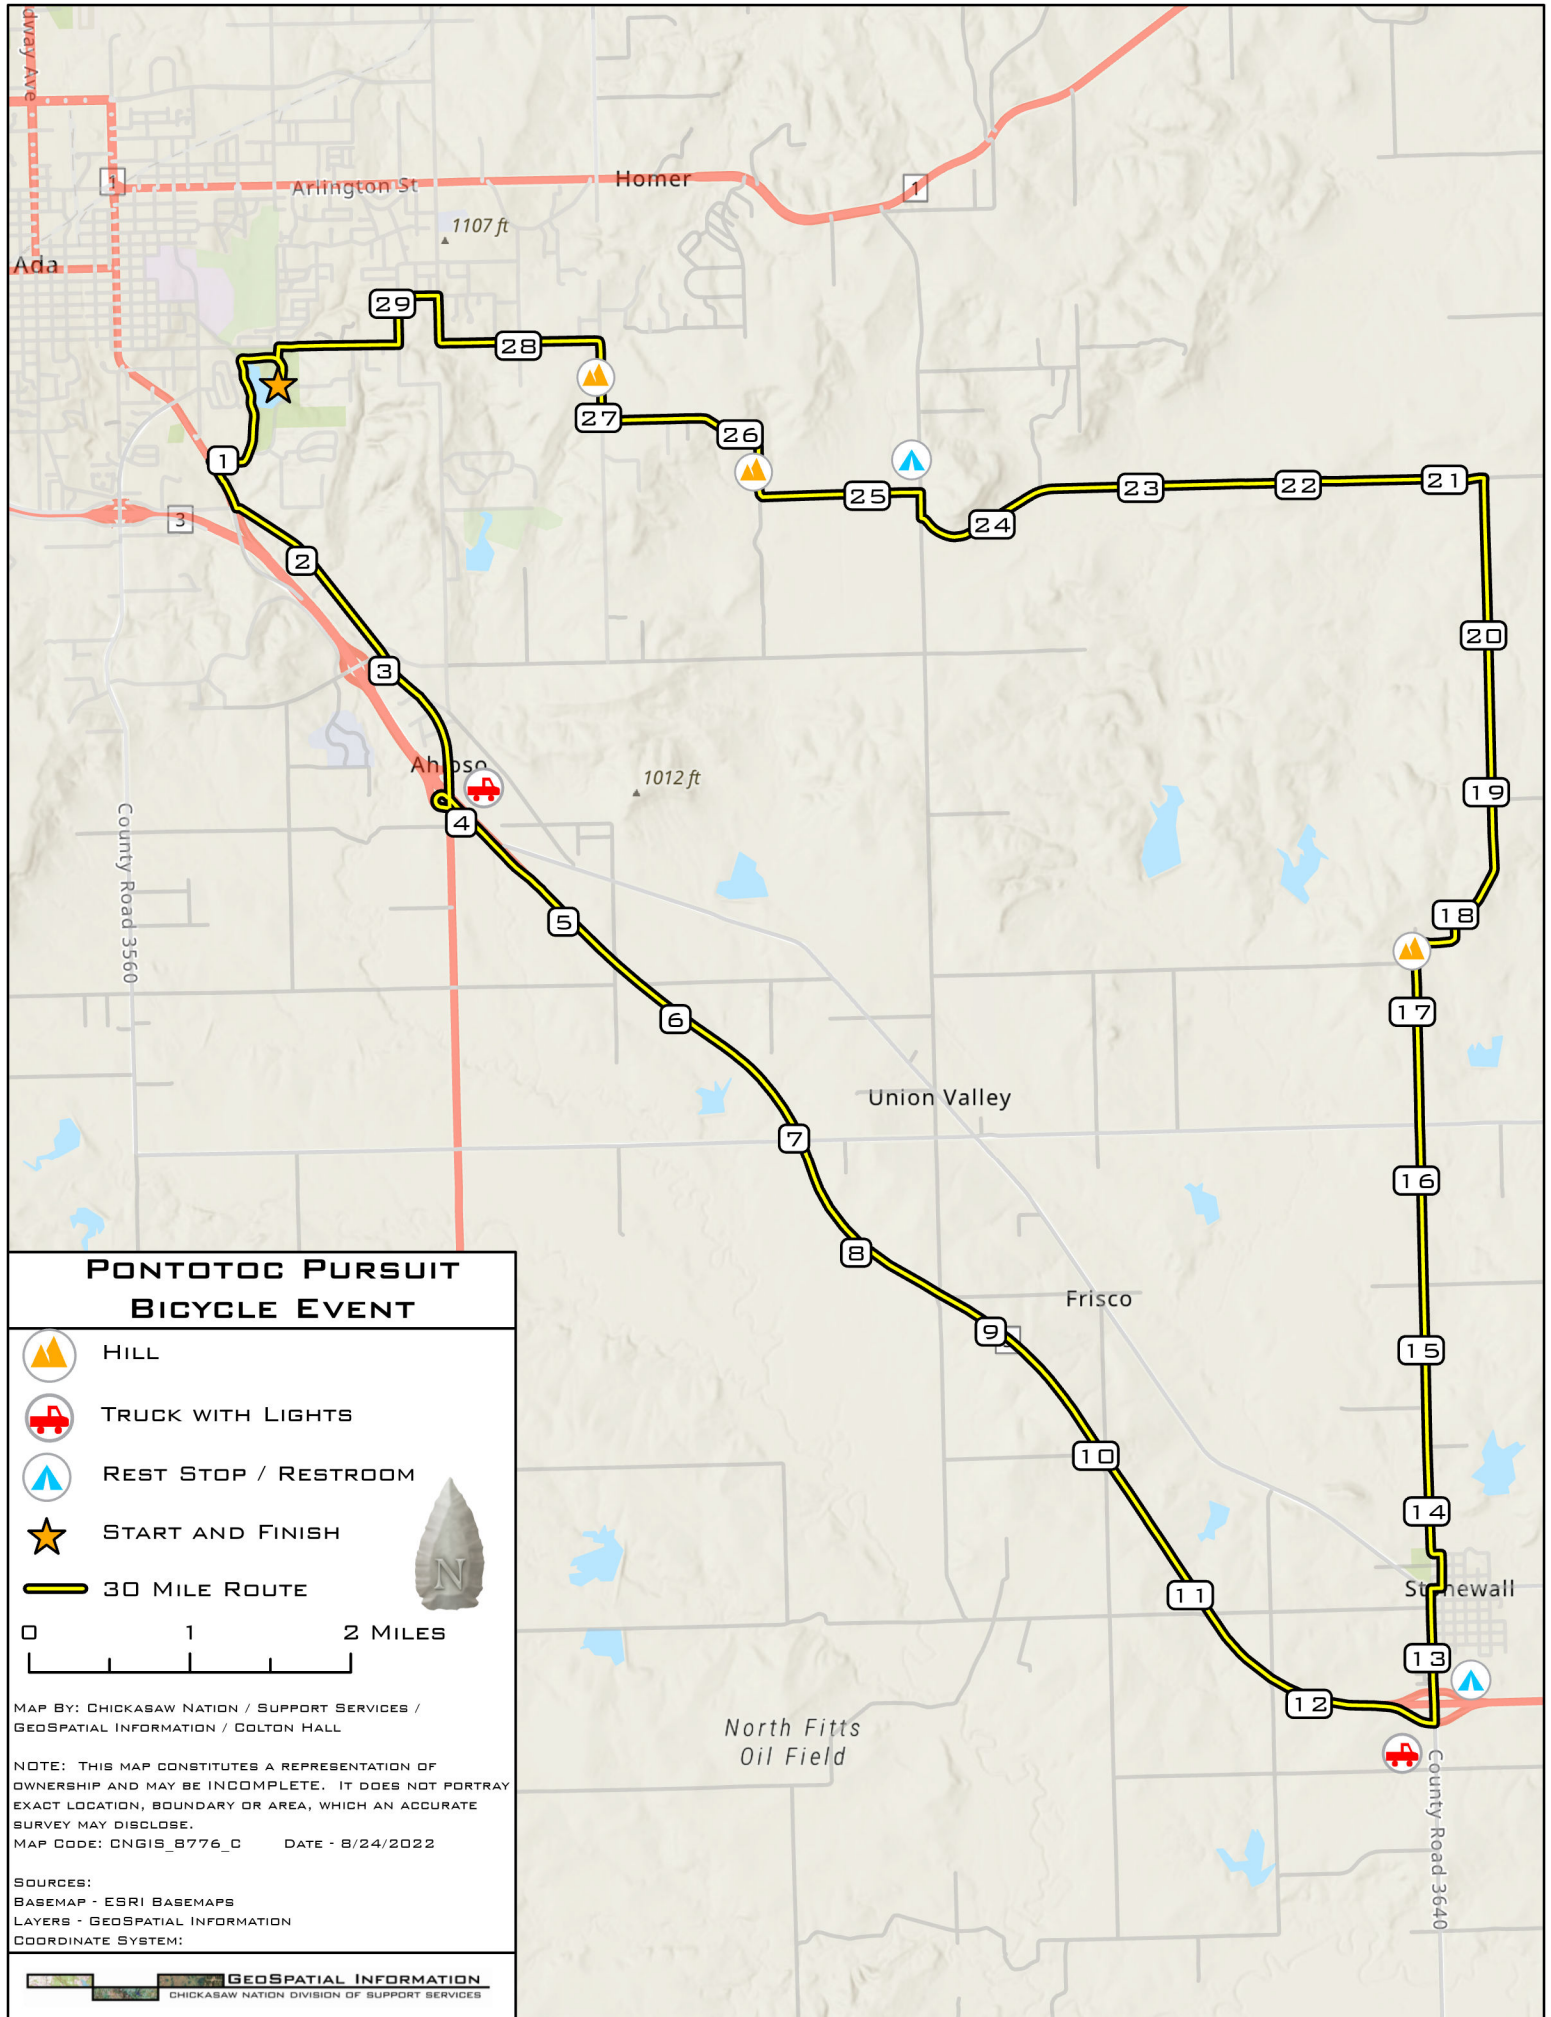 dway Ave
1
Arlington St
Homer
1
1107 ft
Ada
29
28
27
26
1
25
24
23
22
21
3
2
20
3
Ahloso
1012 ft
19
4
County Road 3560
5
18
6
17
Union Valley
7
16
8
Frisco
9
15
10
14
11
Stonewall
13
12
North Fitts
Oil Field
County Road 3640
Pontotoc Pursuit
Bicycle Event
Hill
Truck with Lights
Rest Stop / Restroom
Start and Finish
N
30 Mile Route
0 1 2 Miles
Map By: Chickasaw Nation / Support Services /
GeoSpatial Information / Colton Hall
NOTE: This map constitutes a representation of
ownership and may be INCOMPLETE. It does not portray
exact location, boundary or area, which an accurate
survey may disclose.
Map Code: CNGIS_8776_C Date - 8/24/2022
Sources:
Basemap - ESRI Basemaps
Layers - GeoSpatial Information
Coordinate System:
GeoSpatial Information
Chickasaw Nation Division of Support Services